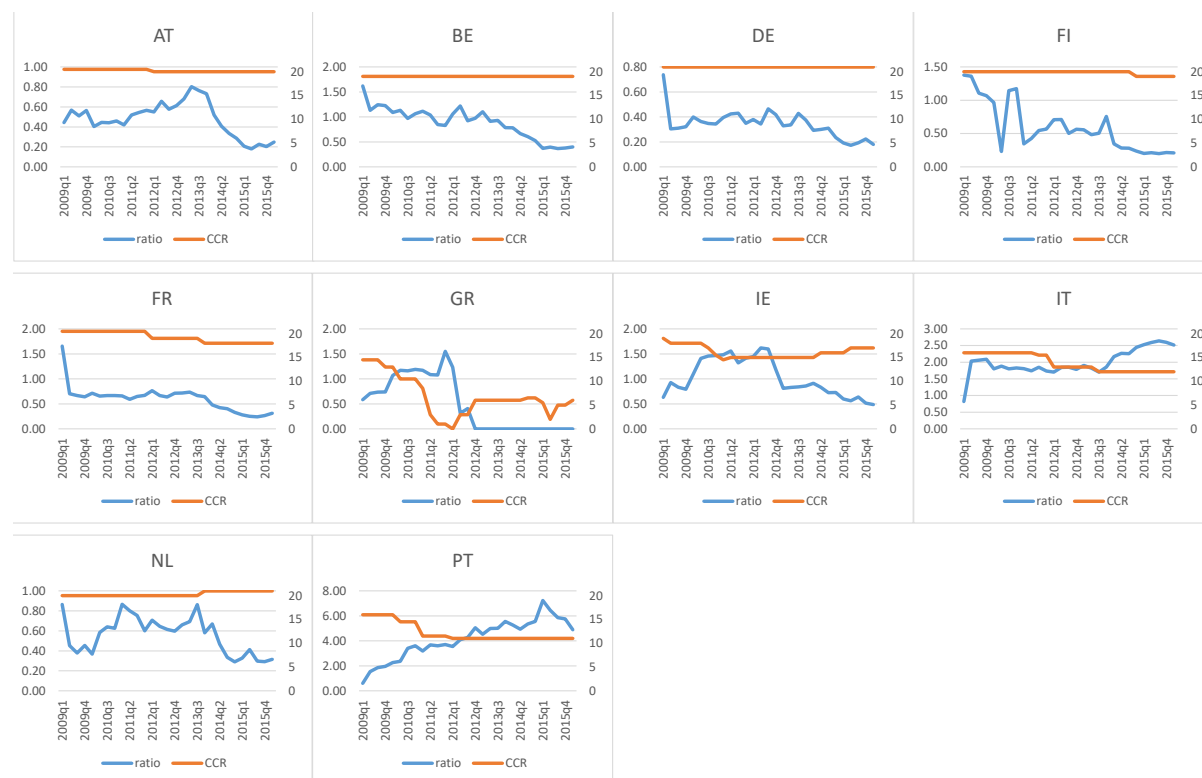 AT
1.00
0.80
0.60
0.40
0.20
0.00
20
15
10
5
0
2009q1
2009q4
2010q3
2011q2
2012q1
2012q4
2013q3
2014q2
2015q1
2015q4
ratio CCR
BE
2.00
1.50
1.00
0.50
0.00
20
15
10
5
0
2009q1
2009q4
2010q3
2011q2
2012q1
2012q4
2013q3
2014q2
2015q1
2015q4
ratio CCR
DE
0.80
0.60
0.40
0.20
0.00
20
15
10
5
0
2009q1
2009q4
2010q3
2011q2
2012q1
2012q4
2013q3
2014q2
2015q1
2015q4
ratio CCR
FI
1.50
1.00
0.50
0.00
20
15
10
5
0
2009q1
2009q4
2010q3
2011q2
2012q1
2012q4
2013q3
2014q2
2015q1
2015q4
ratio CCR
FR
2.00
1.50
1.00
0.50
0.00
20
15
10
5
0
2009q1
2009q4
2010q3
2011q2
2012q1
2012q4
2013q3
2014q2
2015q1
2015q4
ratio CCR
GR
2.00
1.50
1.00
0.50
0.00
20
15
10
5
0
2009q1
2009q4
2010q3
2011q2
2012q1
2012q4
2013q3
2014q2
2015q1
2015q4
ratio CCR
IE
2.00
1.50
1.00
0.50
0.00
20
15
10
5
0
2009q1
2009q4
2010q3
2011q2
2012q1
2012q4
2013q3
2014q2
2015q1
2015q4
ratio CCR
IT
3.00
2.50
2.00
1.50
1.00
0.50
0.00
20
15
10
5
0
2009q1
2009q4
2010q3
2011q2
2012q1
2012q4
2013q3
2014q2
2015q1
2015q4
ratio CCR
NL
1.00
0.80
0.60
0.40
0.20
0.00
20
15
10
5
0
2009q1
2009q4
2010q3
2011q2
2012q1
2012q4
2013q3
2014q2
2015q1
2015q4
ratio CCR
PT
8.00
6.00
4.00
2.00
0.00
20
15
10
5
0
2009q1
2009q4
2010q3
2011q2
2012q1
2012q4
2013q3
2014q2
2015q1
2015q4
ratio CCR